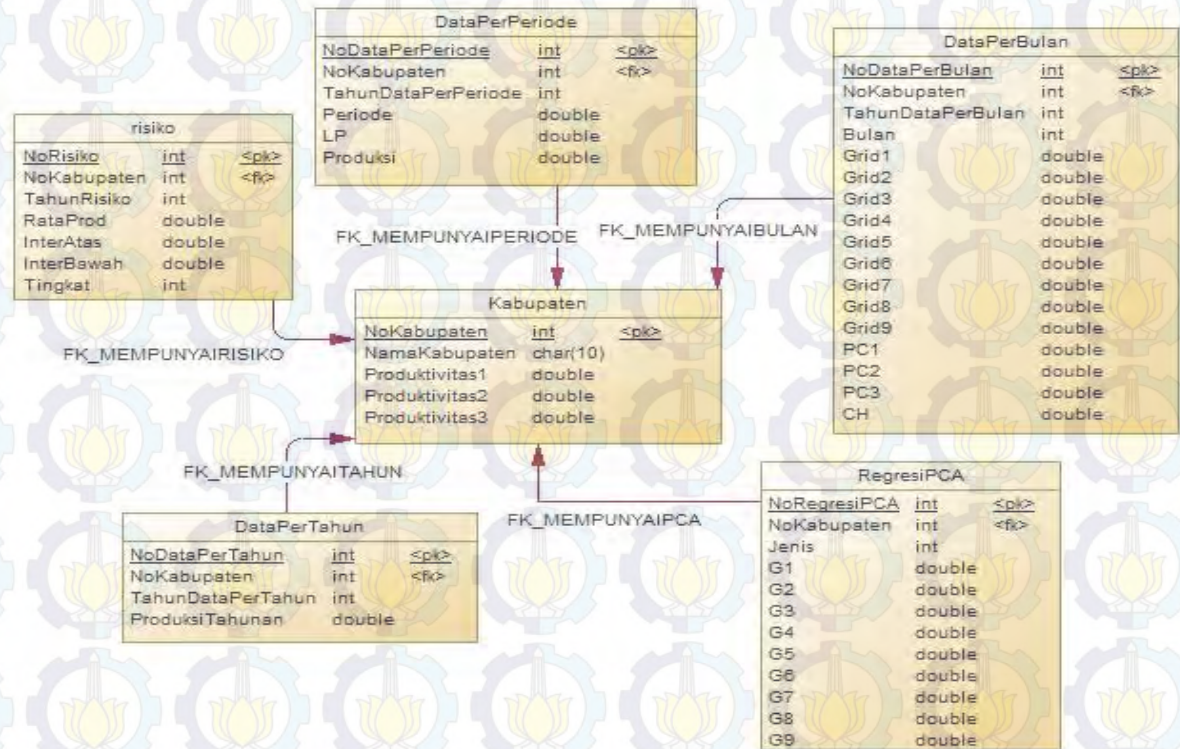 DataPerPeriode
NoDataPerPeriode int <pk>
NoKabupaten int <fk>
TahunDataPerPeriode int
Periode double
LP double
Produksi double
DataPerBulan
NoDataPerBulan int <pk>
NoKabupaten int <fk>
TahunDataPerBulan int
Bulan int
Grid1 double
Grid2 double
Grid3 double
Grid4 double
Grid5 double
Grid6 double
Grid7 double
Grid8 double
Grid9 double
PC1 double
PC2 double
PC3 double
CH double
risiko
NoRisiko int <pk>
NoKabupaten int <fk>
TahunRisiko int
RataProd double
InterAtas double
InterBawah double
Tingkat int
FK_MEMPUNYAIPERIODE
FK_MEMPUNYAIBULAN
FK_MEMPUNYAIRISIKO
Kabupaten
NoKabupaten int <pk>
NamaKabupaten char(10)
Produktivitas1 double
Produktivitas2 double
Produktivitas3 double
FK_MEMPUNYAITAHUN
FK_MEMPUNYAIPCA
DataPerTahun
NoDataPerTahun int <pk>
NoKabupaten int <fk>
TahunDataPerTahun int
ProduksiTahunan double
RegresiPCA
NoRegresiPCA int <pk>
NoKabupaten int <fk>
Jenis int
G1 double
G2 double
G3 double
G4 double
G5 double
G6 double
G7 double
G8 double
G9 double